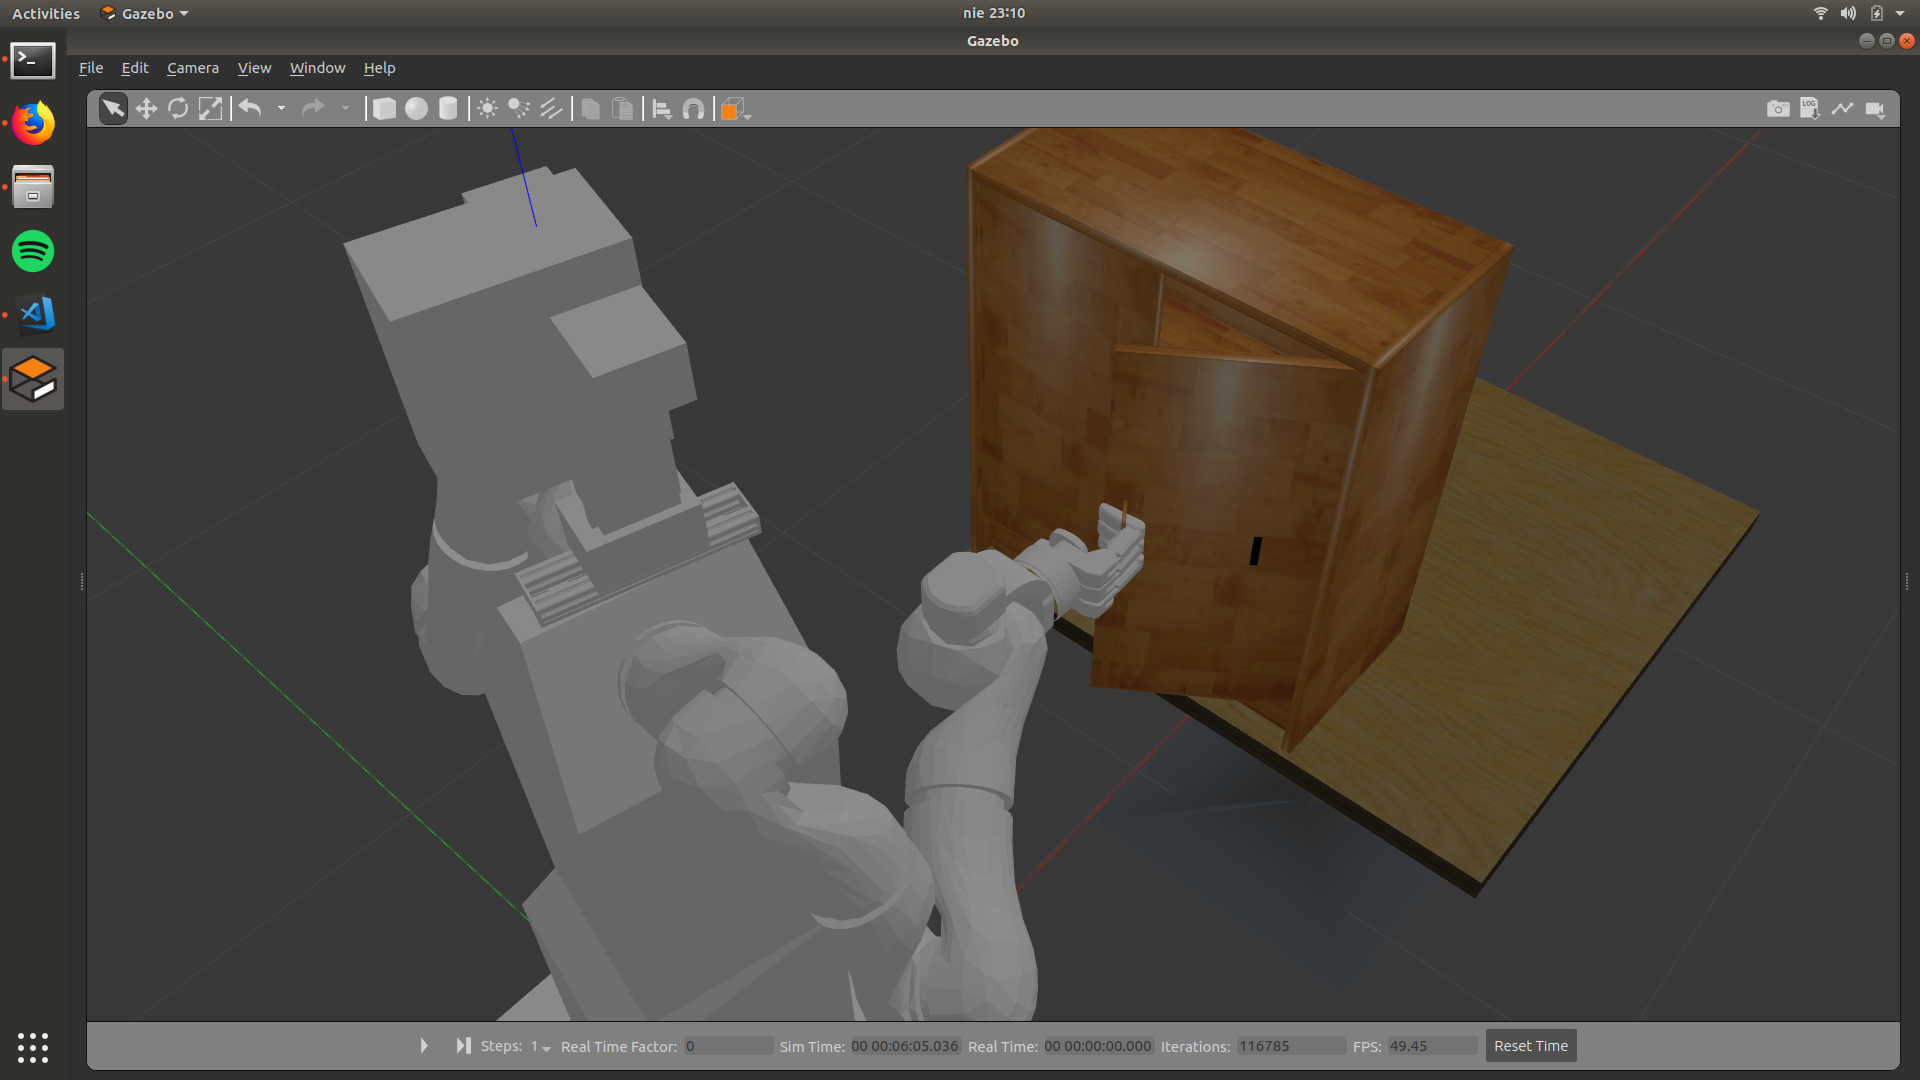 Activities Gazebo nie 23:10
Gazebo
File Edit Camera View Window Help
LOG
Steps: 1 Real Time Factor: 0 Sim Time: 00 00:06:05.036 Real Time: 00 00:00:00.000 Iterations: 116785 FPS: 49.45 Reset Time